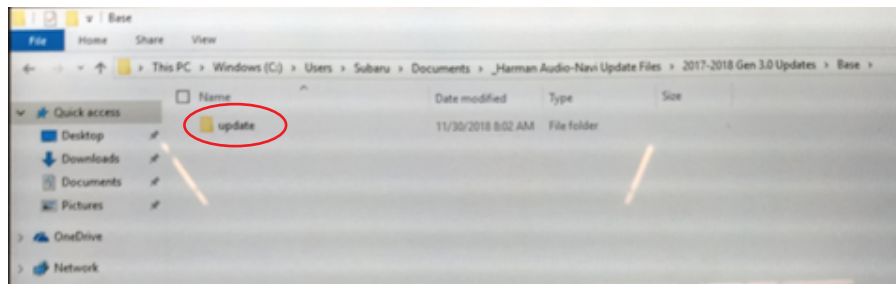 Base
File Home Share View
This PC > Windows (C:) > Users > Subaru > Documents > _Harman Audio-Navi Update Files > 2017-2018 Gen 3.0 Updates > Base >
Name Date modified Type Size
Quick access
update 11/30/2018 8:02 AM File folder
Desktop
Downloads
Documents
Pictures
OneDrive
Network